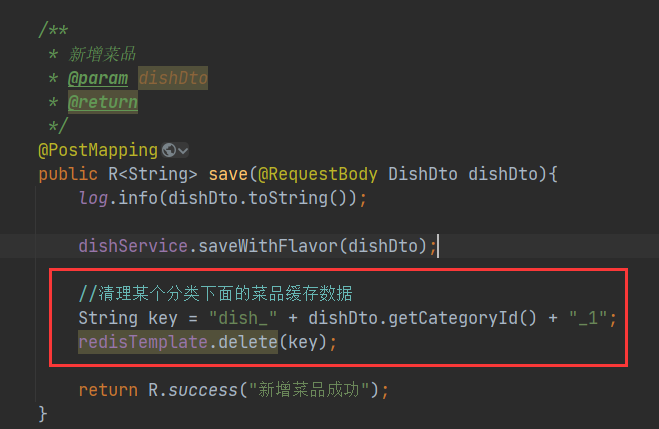 /**
 * 新增菜品
 * @param dishDto
 * @return
 */
@PostMapping
public R<String> save(@RequestBody DishDto dishDto){
    log.info(dishDto.toString());
    dishService.saveWithFlavor(dishDto);
    //清理某个分类下面的菜品缓存数据
    String key = "dish_" + dishDto.getCategoryId() + "_1";
    redisTemplate.delete(key);
    return R.success("新增菜品成功");
}